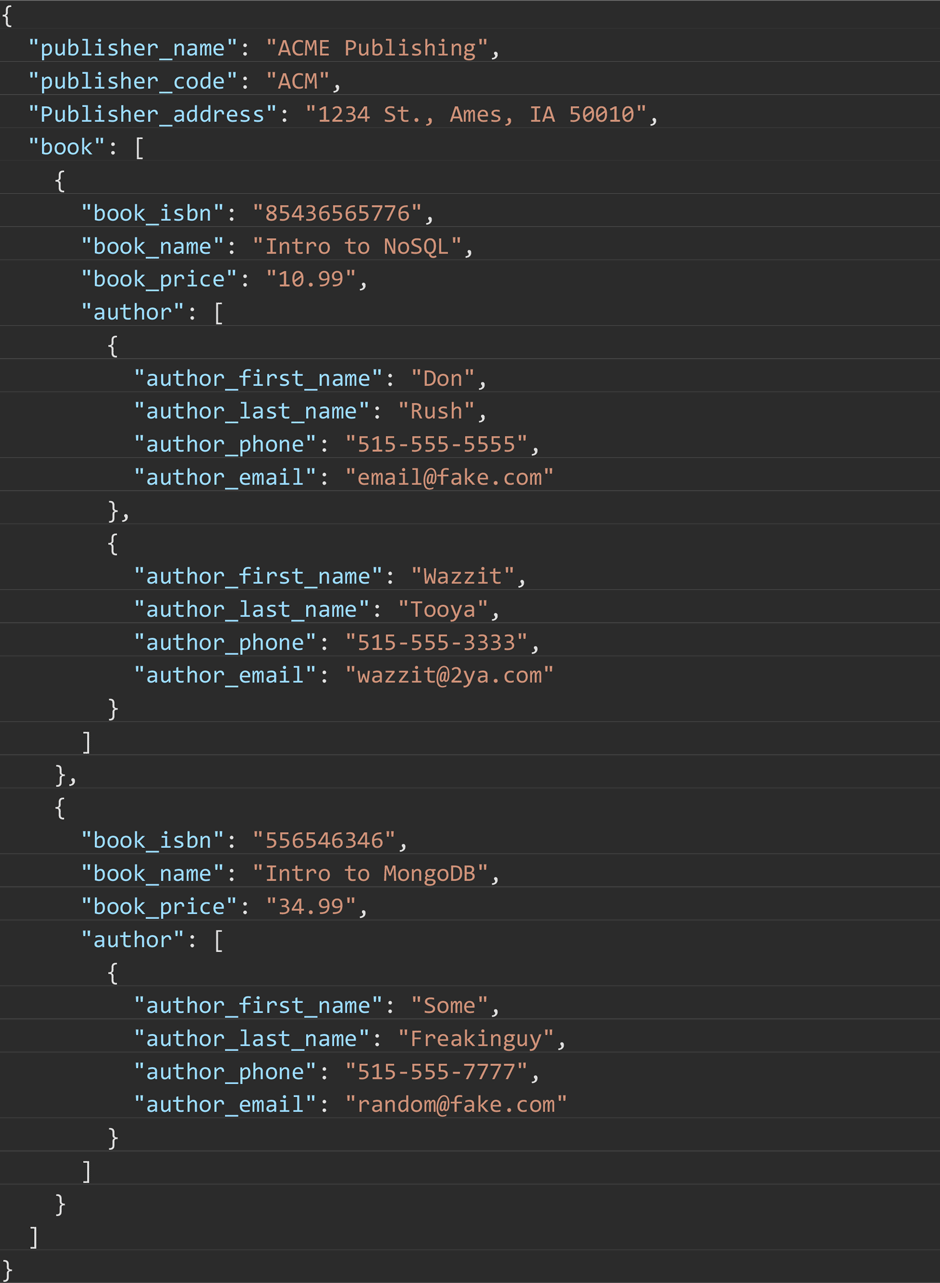 {
  "publisher_name": "ACME Publishing",
  "publisher_code": "ACM",
  "Publisher_address": "1234 St., Ames, IA 50010",
  "book": [
    {
      "book_isbn": "85436565776",
      "book_name": "Intro to NoSQL",
      "book_price": "10.99",
      "author": [
        {
          "author_first_name": "Don",
          "author_last_name": "Rush",
          "author_phone": "515-555-5555",
          "author_email": "email@fake.com"
        },
        {
          "author_first_name": "Wazzit",
          "author_last_name": "Tooya",
          "author_phone": "515-555-3333",
          "author_email": "wazzit@2ya.com"
        }
      ]
    },
    {
      "book_isbn": "556546346",
      "book_name": "Intro to MongoDB",
      "book_price": "34.99",
      "author": [
        {
          "author_first_name": "Some",
          "author_last_name": "Freakinguy",
          "author_phone": "515-555-7777",
          "author_email": "random@fake.com"
        }
      ]
    }
  ]
}